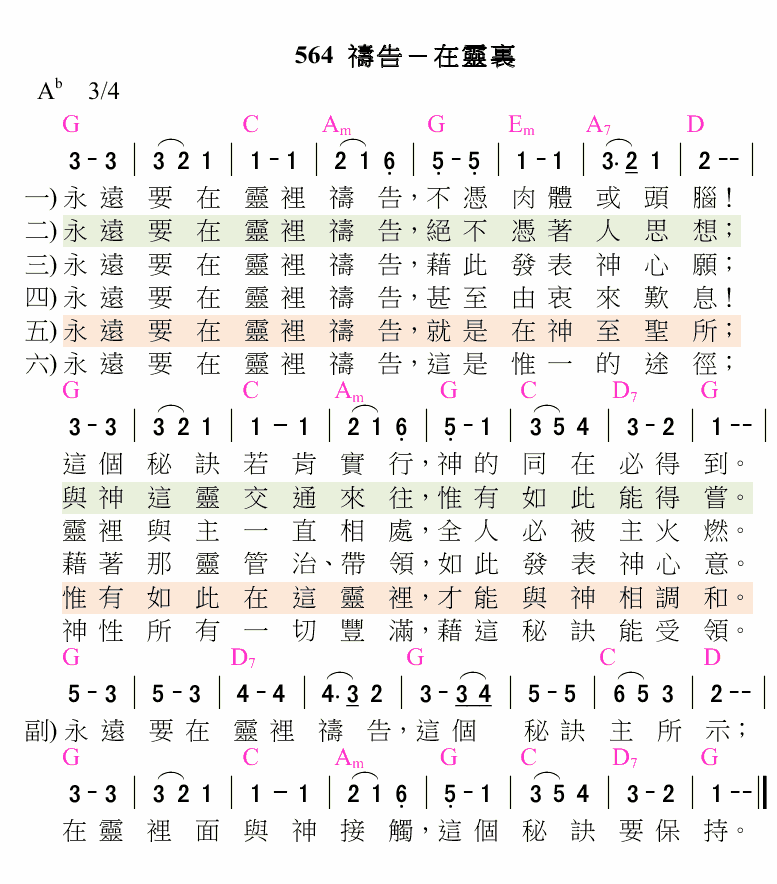 564 禱告－在靈裏
A♭ 3/4
G C Am G Em A7 D
3 - 3 | 3 2 1 | 1 - 1 | 2 1 6̣ | 5̣ - 5̣ | 1 - 1 | 3. 2 1 | 2 - - |
一)永遠要在靈裡禱告，不憑肉體或頭腦！
二)永遠要在靈裡禱告，絕不憑著人思想；
三)永遠要在靈裡禱告，藉此發表神心願；
四)永遠要在靈裡禱告，甚至由衷來歎息！
五)永遠要在靈裡禱告，就是在神至聖所；
六)永遠要在靈裡禱告，這是惟一的途徑；
G C Am G C D7 G
3 - 3 | 3 2 1 | 1 - 1 | 2 1 6̣ | 5̣ - 1 | 3 5 4 | 3 - 2 | 1 - - |
這個秘訣若肯實行，神的同在必得到。
與神這靈交通來往，惟有如此能得嘗。
靈裡與主一直相處，全人必被主火燃。
藉著那靈管治、帶領，如此發表神心意。
惟有如此在這靈裡，才能與神相調和。
神性所有一切豐滿，藉這秘訣能受領。
G D7 G C D
5 - 3 | 5 - 3 | 4 - 4 | 4. 3 2 | 3 - 3 4 | 5 - 5 | 6 5 3 | 2 - - |
副)永遠要在靈裡禱告，這個秘訣主所示；
G C Am G C D7 G
3 - 3 | 3 2 1 | 1 - 1 | 2 1 6̣ | 5̣ - 1 | 3 5 4 | 3 - 2 | 1 - - ‖
在靈裡面與神接觸，這個秘訣要保持。